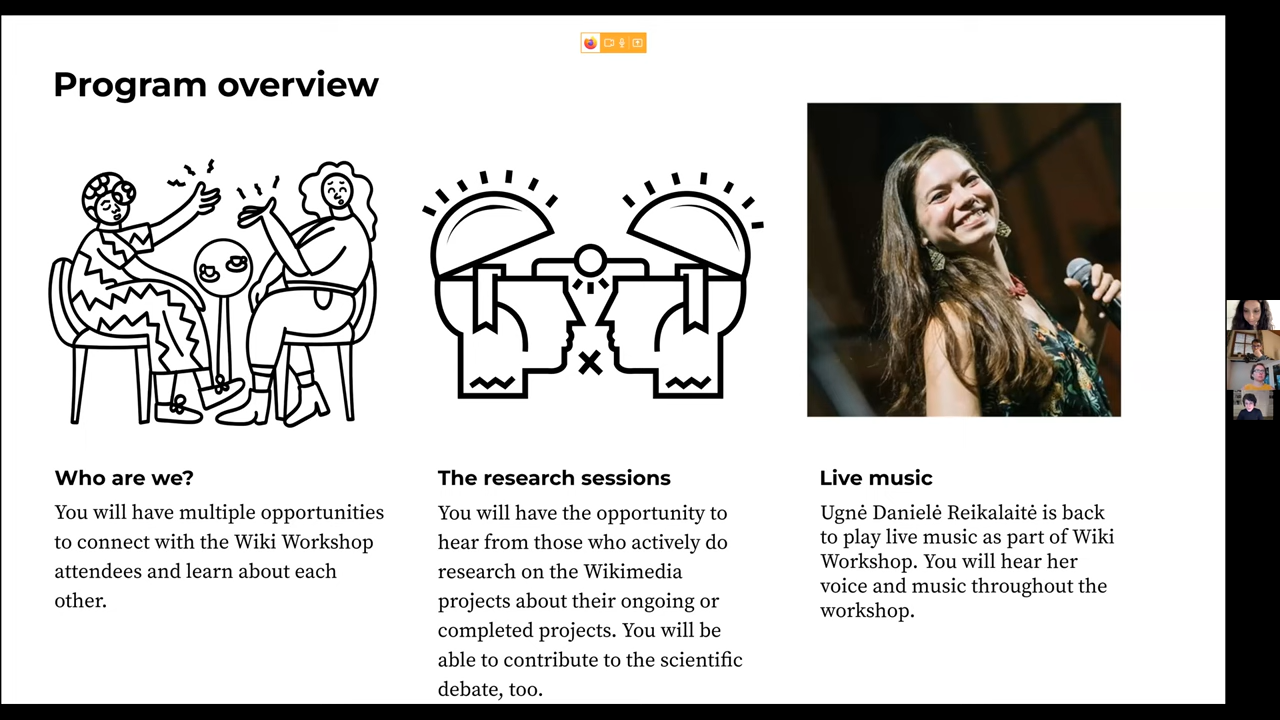 Program overview
Who are we?
You will have multiple opportunities
to connect with the Wiki Workshop
attendees and learn about each
other.
The research sessions
You will have the opportunity to
hear from those who actively do
research on the Wikimedia
projects about their ongoing or
completed projects. You will be
able to contribute to the scientific
debate, too.
Live music
Ugnė Danielė Reikalaitė is back
to play live music as part of Wiki
Workshop. You will hear her
voice and music throughout the
workshop.